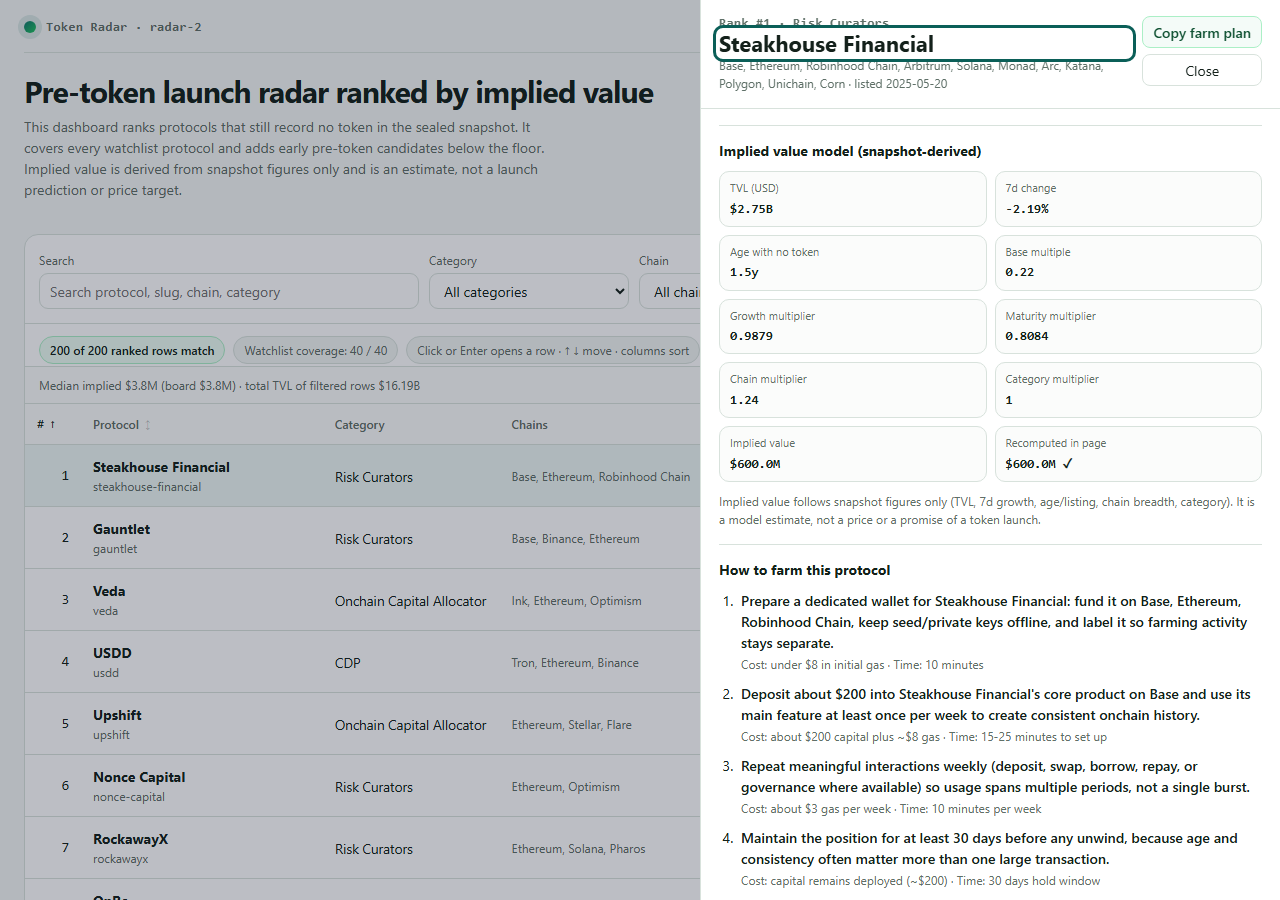 Token Radar · radar-2
Pre-token launch radar ranked by implied value
This dashboard ranks protocols that still record no token in the sealed snapshot. It
covers every watchlist protocol and adds early pre-token candidates below the floor.
Implied value is derived from snapshot figures only and is an estimate, not a launch
prediction or price target.
Search
Category
Chain
Search protocol, slug, chain, category
All categories
All chai
200 of 200 ranked rows match
Watchlist coverage: 40 / 40
Click or Enter opens a row · ↑ ↓ move · columns sort
Median implied $3.8M (board $3.8M) · total TVL of filtered rows $16.19B
# ↑
Protocol ↕
Category
Chains
1
Steakhouse Financial
steakhouse-financial
Risk Curators
Base, Ethereum, Robinhood Chain
2
Gauntlet
gauntlet
Risk Curators
Base, Binance, Ethereum
3
Veda
veda
Onchain Capital Allocator
Ink, Ethereum, Optimism
4
USDD
usdd
CDP
Tron, Ethereum, Binance
5
Upshift
upshift
Onchain Capital Allocator
Ethereum, Stellar, Flare
6
Nonce Capital
nonce-capital
Risk Curators
Ethereum, Optimism
7
RockawayX
rockawayx
Risk Curators
Ethereum, Solana, Pharos
Rank #1 · Risk Curators
Steakhouse Financial
Base, Ethereum, Robinhood Chain, Arbitrum, Solana, Monad, Arc, Katana,
Polygon, Unichain, Corn · listed 2025-05-20
Copy farm plan
Close
Implied value model (snapshot-derived)
TVL (USD)
$2.75B
7d change
-2.19%
Age with no token
1.5y
Base multiple
0.22
Growth multiplier
0.9879
Maturity multiplier
0.8084
Chain multiplier
1.24
Category multiplier
1
Implied value
$600.0M
Recomputed in page
$600.0M ✓
Implied value follows snapshot figures only (TVL, 7d growth, age/listing, chain breadth, category). It is
a model estimate, not a price or a promise of a token launch.
How to farm this protocol
1. Prepare a dedicated wallet for Steakhouse Financial: fund it on Base, Ethereum,
Robinhood Chain, keep seed/private keys offline, and label it so farming activity
stays separate.
Cost: under $8 in initial gas · Time: 10 minutes
2. Deposit about $200 into Steakhouse Financial's core product on Base and use its
main feature at least once per week to create consistent onchain history.
Cost: about $200 capital plus ~$8 gas · Time: 15-25 minutes to set up
3. Repeat meaningful interactions weekly (deposit, swap, borrow, repay, or
governance where available) so usage spans multiple periods, not a single burst.
Cost: about $3 gas per week · Time: 10 minutes per week
4. Maintain the position for at least 30 days before any unwind, because age and
consistency often matter more than one large transaction.
Cost: capital remains deployed (~$200) · Time: 30 days hold window